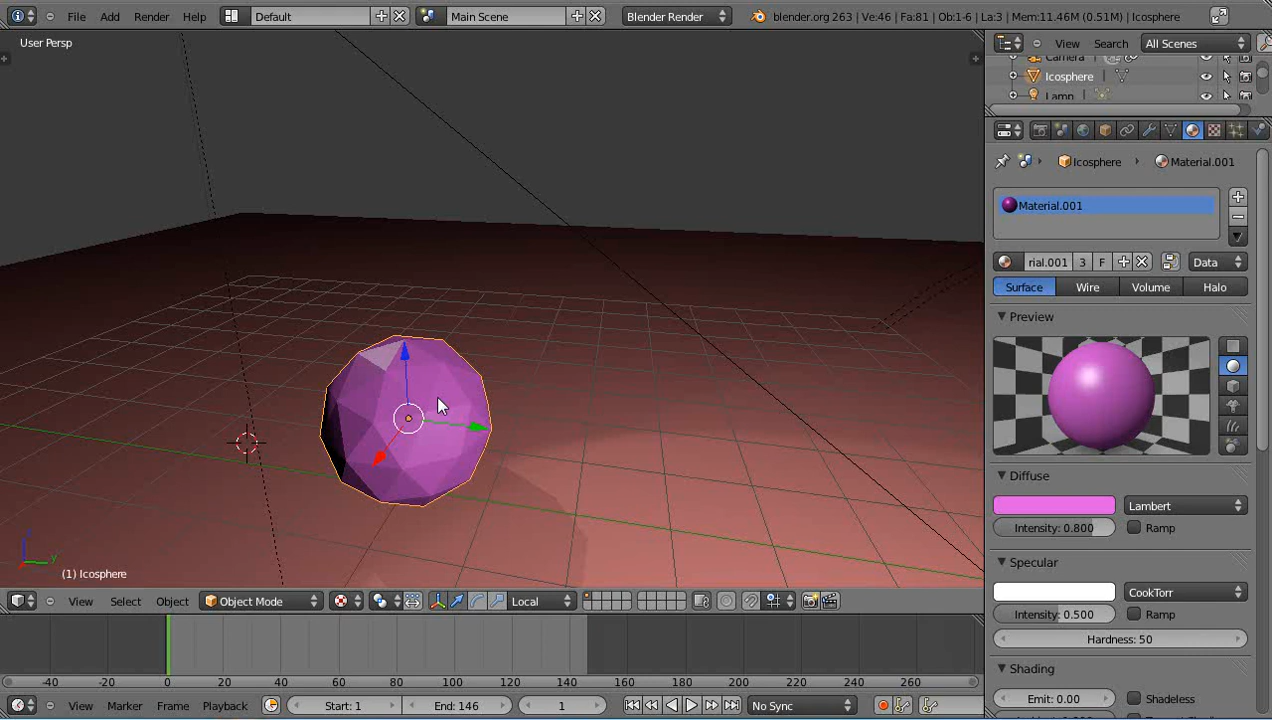 File Add Render Help Default Main Scene Blender Render blender.org 263 | Ve:46 | Fa:81 | Ob:1-6 | La:3 | Mem:11.46M (0.51M) | Icosphere
User Persp
View Search All Scenes
Camera
Icosphere
Lamp
Icosphere Material.001
Material.001
rial.001 3 F Data
Surface Wire Volume Halo
Preview
Diffuse
Lambert
Intensity: 0.800 Ramp
Specular
CookTorr
Intensity: 0.500 Ramp
Hardness: 50
Shading
Emit: 0.00 Shadeless
(1) Icosphere
View Select Object Object Mode Local
-40 -20 0 20 40 60 80 100 120 140 160 180 200 220 240 260
View Marker Frame Playback Start: 1 End: 146 1 No Sync